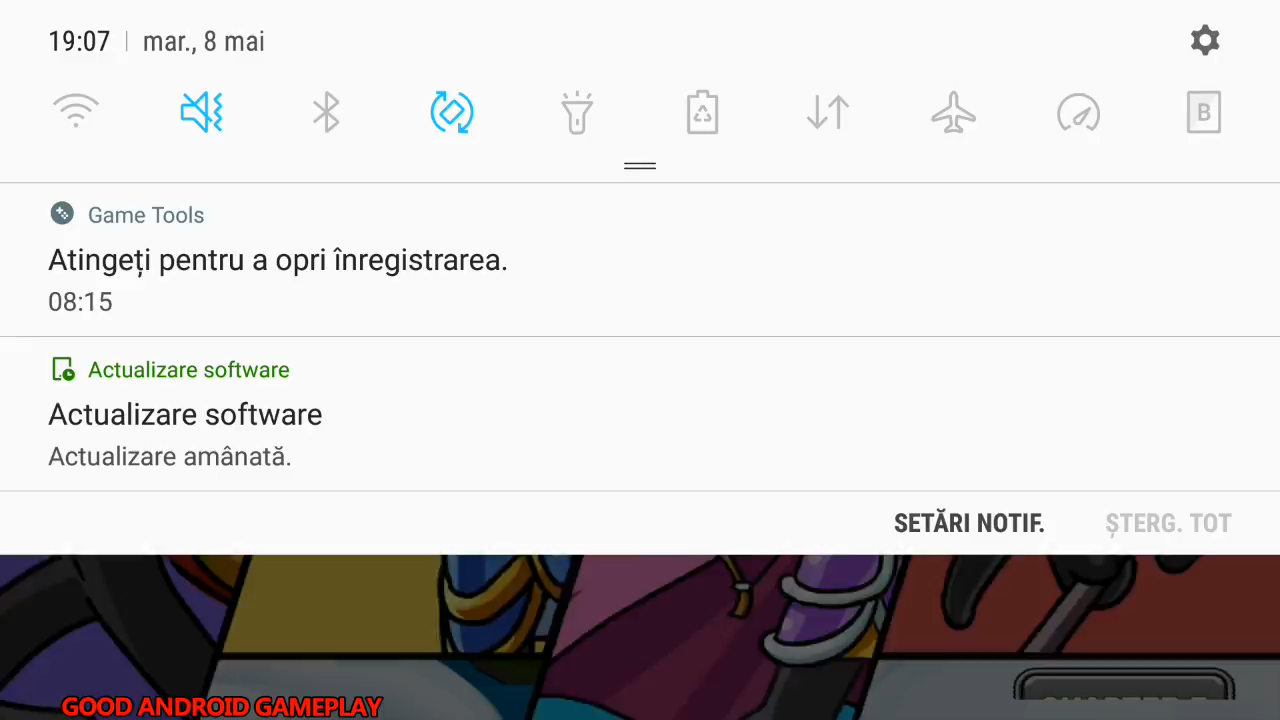 19:07 | mar., 8 mai
B
Game Tools
Atingeți pentru a opri înregistrarea.
08:15
Actualizare software
Actualizare software
Actualizare amânată.
SETĂRI NOTIF. ȘTERG. TOT
GOOD ANDROID GAMEPLAY